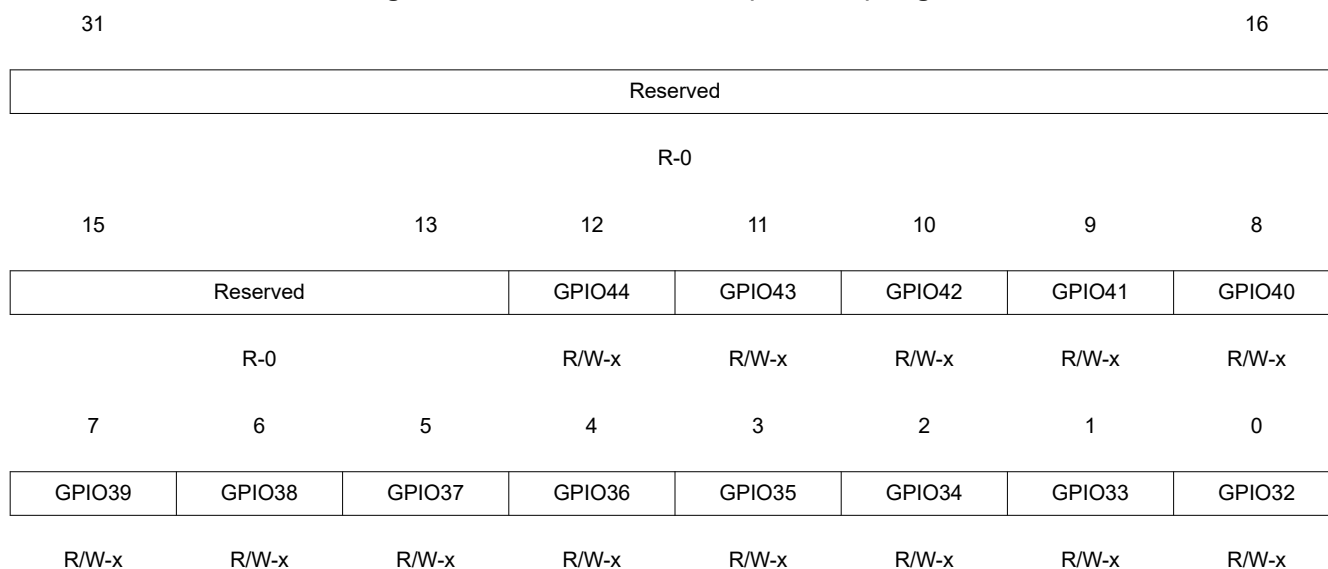 31 16
Reserved
R-0
15 13 12 11 10 9 8
Reserved GPIO44 GPIO43 GPIO42 GPIO41 GPIO40
R-0 R/W-x R/W-x R/W-x R/W-x R/W-x
7 6 5 4 3 2 1 0
GPIO39 GPIO38 GPIO37 GPIO36 GPIO35 GPIO34 GPIO33 GPIO32
R/W-x R/W-x R/W-x R/W-x R/W-x R/W-x R/W-x R/W-x